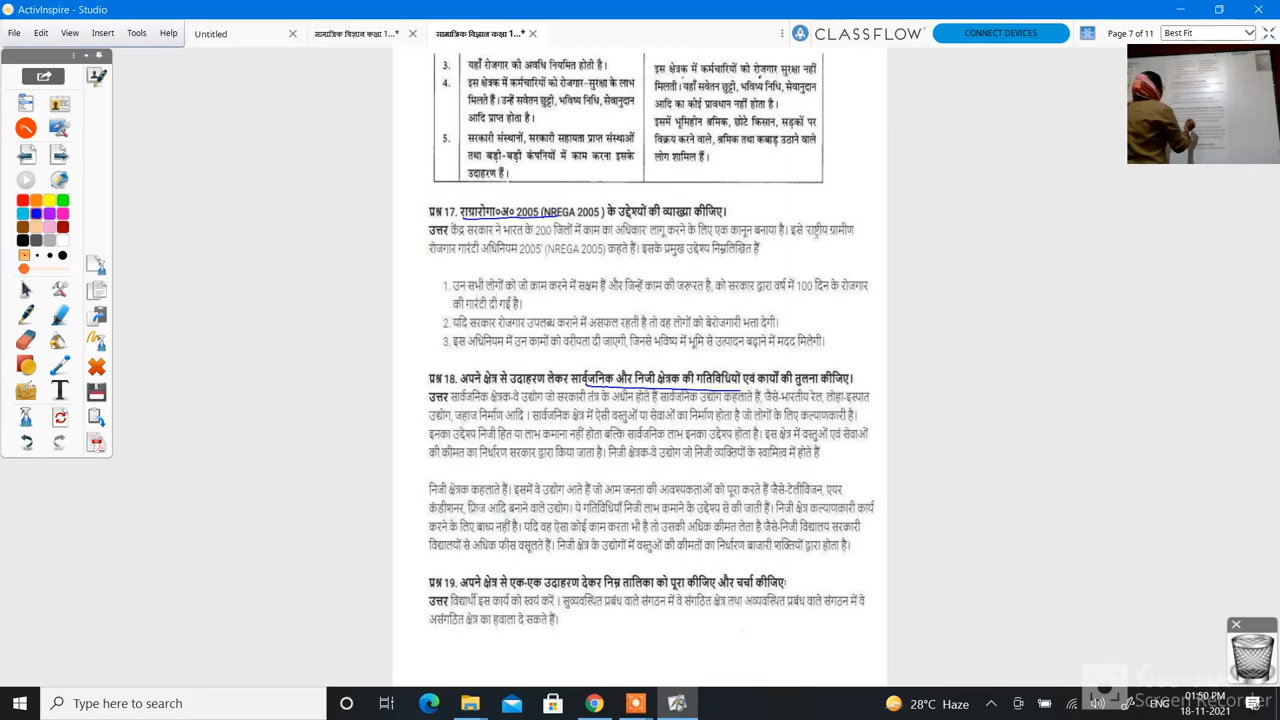 ActivInspire - Studio
File Edit View Insert Tools Help
Untitled
सामाजिक विज्ञान कक्षा 1...*
सामाजिक विज्ञान कक्षा 1...*
CLASSFLOW
CONNECT DEVICES
Page 7 of 11
Best Fit
3. यहाँ रोजगार की अवधि नियमित होती है।
4. इस क्षेत्रक में कर्मचारियों को रोजगार-सुरक्षा के लाभ
मिलते हैं। उन्हें सवेतन छुट्टी, भविष्य निधि, सेवानुदान
आदि प्राप्त होता है।
5. सरकारी संस्थानों, सरकारी सहायता प्राप्त संस्थाओं
तथा बड़ी-बड़ी कंपनियों में काम करना इसके
उदाहरण हैं।
इस क्षेत्रक में कर्मचारियों को रोजगार सुरक्षा नहीं
मिलती। यहाँ सवेतन छुट्टी, भविष्य निधि, सेवानुदान
आदि का कोई प्रावधान नहीं होता है।
इसमें भूमिहीन श्रमिक, छोटे किसान, सड़कों पर
विक्रय करने वाले, श्रमिक तथा कबाड़ उठाने वाले
लोग शामिल हैं।
प्रश्न 17. राग्रारोगा०अ० 2005 (NREGA 2005 ) के उद्देश्यों की व्याख्या कीजिए।
उत्तर केंद्र सरकार ने भारत के 200 जिलों में काम का अधिकार' लागू करने के लिए एक कानून बनाया है। इसे 'राष्ट्रीय ग्रामीण
रोजगार गारंटी अधिनियम 2005' (NREGA 2005) कहते हैं। इसके प्रमुख उद्देश्य निम्नलिखित हैं
1. उन सभी लोगों को जो काम करने में सक्षम हैं और जिन्हें काम की जरूरत है, को सरकार द्वारा वर्ष में 100 दिन के रोजगार
की गारंटी दी गई है।
2. यदि सरकार रोजगार उपलब्ध कराने में असफल रहती है तो वह लोगों को बेरोजगारी भत्ता देगी।
3. इस अधिनियम में उन कामों को वरीयता दी जाएगी, जिनसे भविष्य में भूमि से उत्पादन बढ़ाने में मदद मिलेगी।
प्रश्न 18. अपने क्षेत्र से उदाहरण लेकर सार्वजनिक और निजी क्षेत्रक की गतिविधियों एवं कार्यों की तुलना कीजिए।
उत्तर सार्वजनिक क्षेत्रक-वे उद्योग जो सरकारी तंत्र के अधीन होते हैं सार्वजनिक उद्योग कहलाते हैं, जैसे-भारतीय रेल, लोहा-इस्पात
उद्योग, जहाज निर्माण आदि । सार्वजनिक क्षेत्र में ऐसी वस्तुओं या सेवाओं का निर्माण होता है जो लोगों के लिए कल्याणकारी है।
इनका उद्देश्य निजी हित या लाभ कमाना नहीं होता बल्कि सार्वजनिक लाभ इनका उद्देश्य होता है। इस क्षेत्र में वस्तुओं एवं सेवाओं
की कीमत का निर्धारण सरकार द्वारा किया जाता है। निजी क्षेत्रक-वे उद्योग जो निजी व्यक्तियों के स्वामित्व में होते हैं
निजी क्षेत्रक कहलाते हैं। इसमें वे उद्योग आते हैं जो आम जनता की आवश्यकताओं को पूरा करते हैं जैसे-टेलीविजन, एयर
कंडीशनर, फ्रिज आदि बनाने वाले उद्योग। ये गतिविधियाँ निजी लाभ कमाने के उद्देश्य से की जाती हैं। निजी क्षेत्र कल्याणकारी कार्य
करने के लिए बाध्य नहीं है। यदि वह ऐसा कोई काम करता भी है तो उसकी अधिक कीमत लेता है जैसे-निजी विद्यालय सरकारी
विद्यालयों से अधिक फीस वसूलते हैं। निजी क्षेत्र के उद्योगों में वस्तुओं की कीमतों का निर्धारण बाजारी शक्तियों द्वारा होता है।
प्रश्न 19. अपने क्षेत्र से एक-एक उदाहरण देकर निम्न तालिका को पूरा कीजिए और चर्चा कीजिएः
उत्तर विद्यार्थी इस कार्य को स्वयं करें । सुव्यवस्थित प्रबंध वाले संगठन में वे संगठित क्षेत्र तथा अव्यवस्थित प्रबंध वाले संगठन में वे
असंगठित क्षेत्र का हवाला दे सकते हैं।
Type here to search
28°C Haze
ENG
01:50 PM
18-11-2021